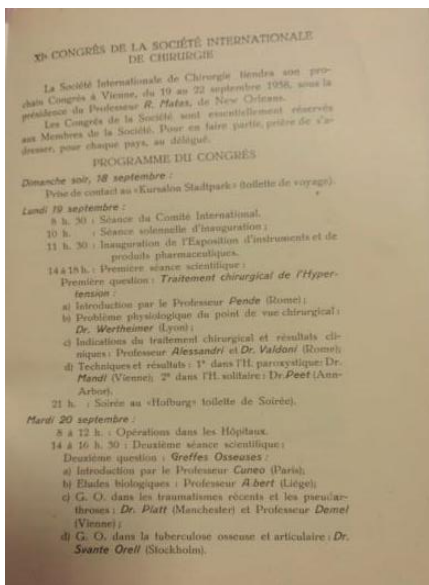 XIe CONGRÈS DE LA SOCIÉTÉ INTERNATIONALE
DE CHIRURGIE
La Société Internationale de Chirurgie tiendra son pro-
chain Congrès à Vienne, du 19 au 22 septembre 1938, sous la
présidence du Professeur R. Matas, de New Orleans.
Les Congrès de la Société sont essentiellement réservés
aux Membres de la Société. Pour en faire partie, prière de s'a-
dresser, pour chaque pays, au délégué.
PROGRAMME DU CONGRÈS
Dimanche soir, 18 septembre :
Prise de contact au «Kursalon Stadtpark» (toilette de voyage).
Lundi 19 septembre :
8 h. 30 : Séance du Comité International.
10 h. : Séance solennelle d'inauguration ;
11 h. 30 : Inauguration de l'Exposition d'instruments et de
produits pharmaceutiques.
14 à 18 h. : Première séance scientifique :
Première question : Traitement chirurgical de l'Hyper-
tension :
a) Introduction par le Professeur Pende (Rome);
b) Problème physiologique du point de vue chirurgical :
Dr. Wertheimer (Lyon) ;
c) Indications du traitement chirurgical et résultats cli-
niques : Professeur Alessandri et Dr. Valdoni (Rome);
d) Techniques et résultats : 1° dans l'H. paroxystique: Dr.
Mandl (Vienne); 2° dans l'H. solitaire : Dr. Peet (Ann-
Arbor).
21 h. : Soirée au «Hofburg» toilette de Soirée).
Mardi 20 septembre :
8 à 12 h. : Opérations dans les Hôpitaux.
14 à 16 h. 30 : Deuxième séance scientifique ;
Deuxième question : Greffes Osseuses :
a) Introduction par le Professeur Cuneo (Paris);
b) Etudes biologiques : Professeur A bert (Liége);
c) G. O. dans les traumatismes récents et les pseudar-
throses : Dr. Platt (Manchester) et Professeur Demel
(Vienne) ;
d) G. O. dans la tuberculose osseuse et articulaire : Dr.
Svante Orell (Stockholm).